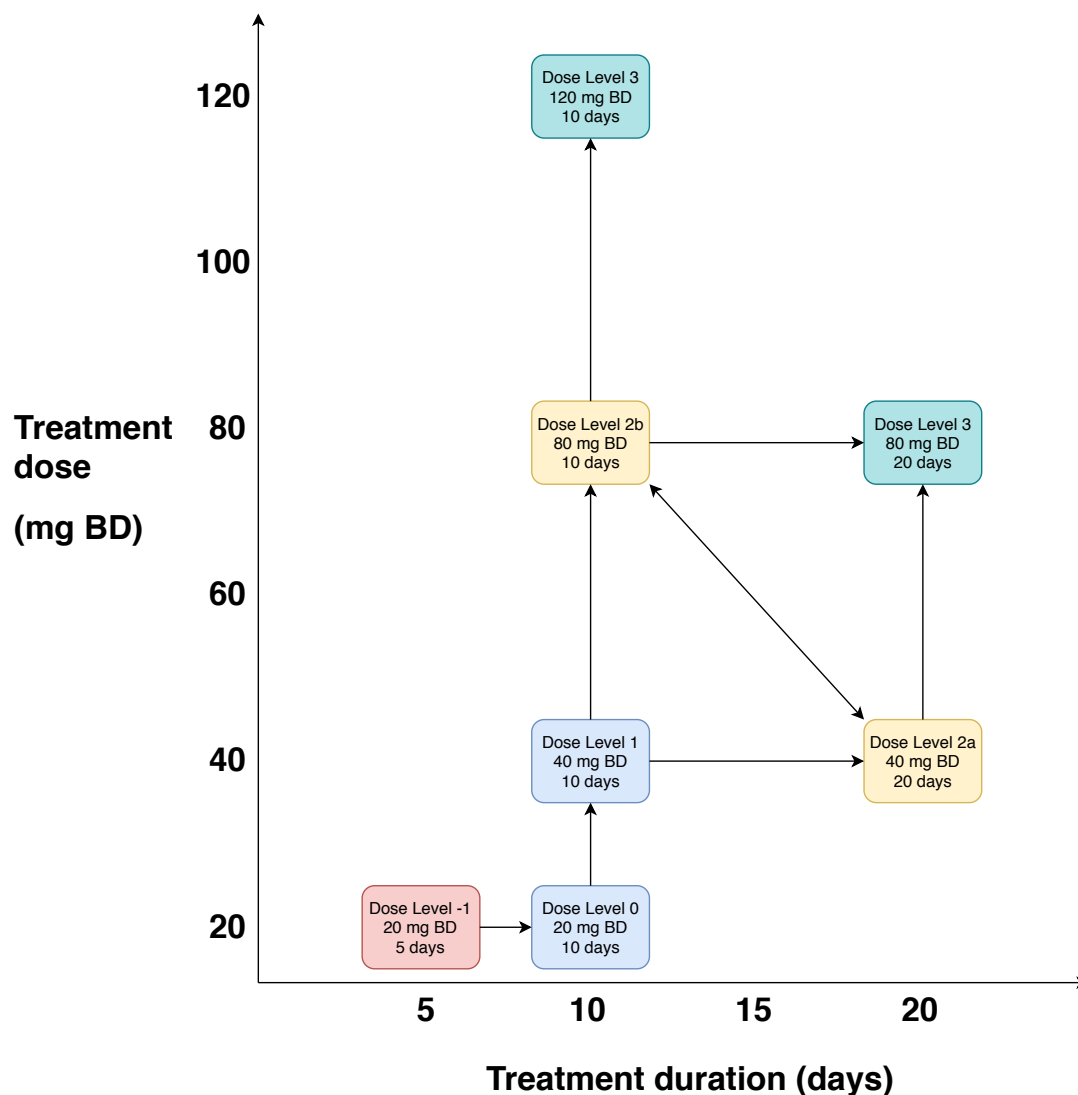 120
Dose Level 3
120 mg BD
10 days
100
Treatment
dose
(mg BD)
80
Dose Level 2b
80 mg BD
10 days
Dose Level 3
80 mg BD
20 days
60
40
Dose Level 1
40 mg BD
10 days
Dose Level 2a
40 mg BD
20 days
20
Dose Level -1
20 mg BD
5 days
Dose Level 0
20 mg BD
10 days
5
10
15
20
Treatment duration (days)